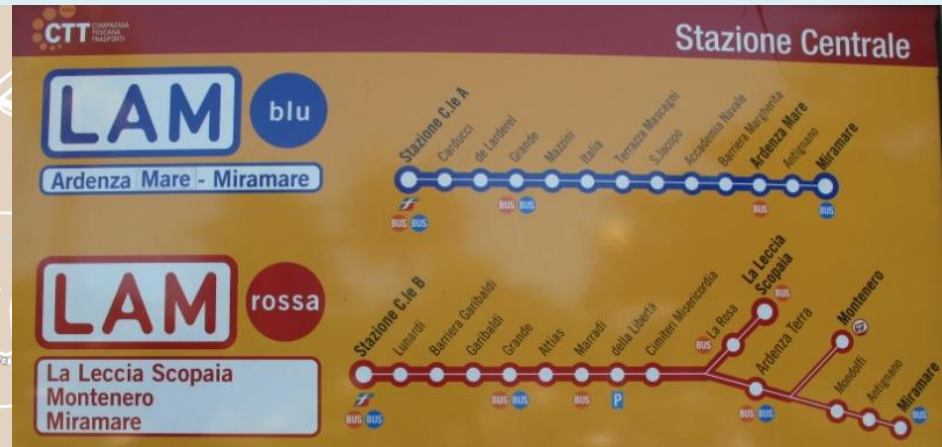 CTT COMPAGNIA
TOSCANA
TRASPORTI
Stazione Centrale
LAM blu
Ardenza Mare - Miramare
Stazione C.le A
Carducci
de Larderel
Grande
Mazzini
Italia
Terrazza Mascagni
S.Jacopo
Accademia Navale
Barriera Margherita
Ardenza Mare
Antignano
Miramare
BUS BUS
BUS BUS
BUS
BUS
LAM rossa
La Leccia Scopaia
Montenero
Miramare
Stazione C.le B
Lunardi
Barriera Garibaldi
Garibaldi
Grande
Attias
Marradi
della Libertà
Cimiteri Misericordia
BUS La Rosa
La Leccia
Scopaia
BUS
Ardenza Terra
Montenero
Mondolfi
Antignano
Miramare
BUS
BUS BUS
BUS BUS
BUS
P
BUS BUS